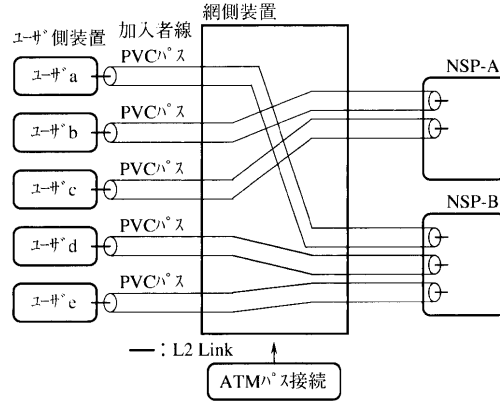 網側装置
ﾕｰｻﾞ側装置
加入者線
NSP-A
PVCﾊﾟｽ
ﾕｰｻﾞa
PVCﾊﾟｽ
ﾕｰｻﾞb
PVCﾊﾟｽ
ﾕｰｻﾞc
NSP-B
PVCﾊﾟｽ
ﾕｰｻﾞd
PVCﾊﾟｽ
ﾕｰｻﾞe
━━ : L2 Link
ATMﾊﾟｽ接続